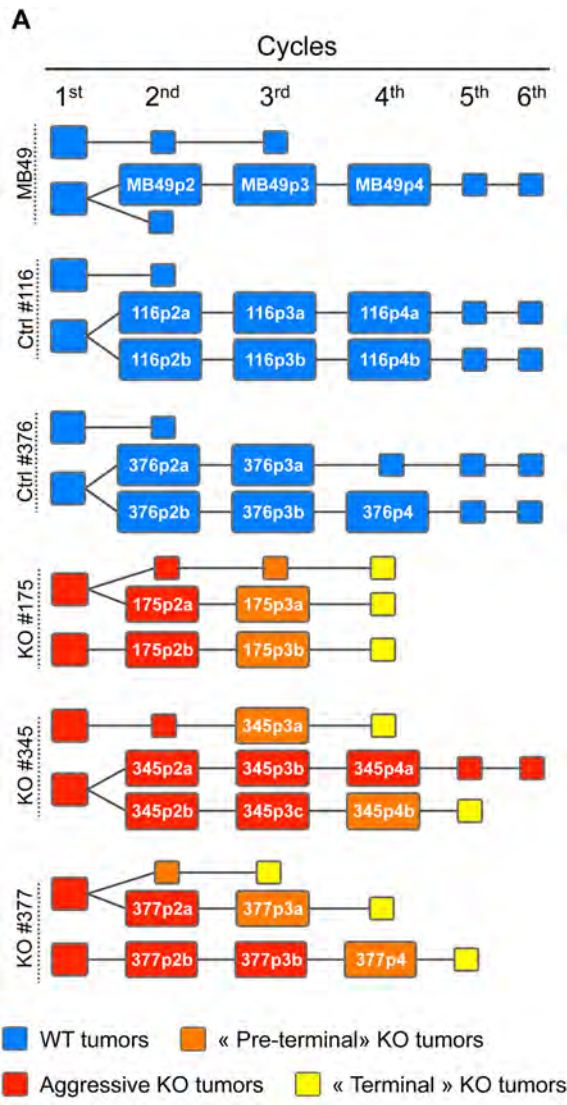 A
Cycles
1st 2nd 3rd 4th 5th 6th
MB49
MB49p2 MB49p3 MB49p4
Ctrl #116
116p2a 116p3a 116p4a
116p2b 116p3b 116p4b
Ctrl #376
376p2a 376p3a
376p2b 376p3b 376p4
KO #175
175p2a 175p3a
175p2b 175p3b
KO #345
345p3a
345p2a 345p3b 345p4a
345p2b 345p3c 345p4b
KO #377
377p2a 377p3a
377p2b 377p3b 377p4
WT tumors « Pre-terminal» KO tumors
Aggressive KO tumors « Terminal » KO tumors